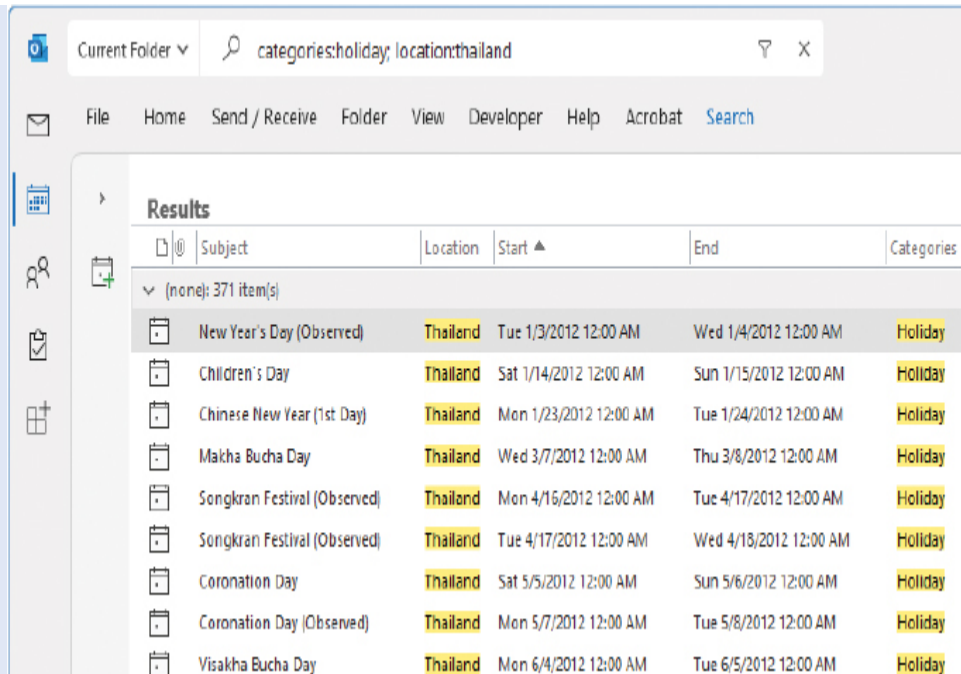 Current Folder categories:holiday; location:thailand
File Home Send / Receive Folder View Developer Help Acrobat Search
Results
Subject Location Start End Categories
(none): 371 item(s)
New Year's Day (Observed) Thailand Tue 1/3/2012 12:00 AM Wed 1/4/2012 12:00 AM Holiday
Children's Day Thailand Sat 1/14/2012 12:00 AM Sun 1/15/2012 12:00 AM Holiday
Chinese New Year (1st Day) Thailand Mon 1/23/2012 12:00 AM Tue 1/24/2012 12:00 AM Holiday
Makha Bucha Day Thailand Wed 3/7/2012 12:00 AM Thu 3/8/2012 12:00 AM Holiday
Songkran Festival (Observed) Thailand Mon 4/16/2012 12:00 AM Tue 4/17/2012 12:00 AM Holiday
Songkran Festival (Observed) Thailand Tue 4/17/2012 12:00 AM Wed 4/18/2012 12:00 AM Holiday
Coronation Day Thailand Sat 5/5/2012 12:00 AM Sun 5/6/2012 12:00 AM Holiday
Coronation Day (Observed) Thailand Mon 5/7/2012 12:00 AM Tue 5/8/2012 12:00 AM Holiday
Visakha Bucha Day Thailand Mon 6/4/2012 12:00 AM Tue 6/5/2012 12:00 AM Holiday